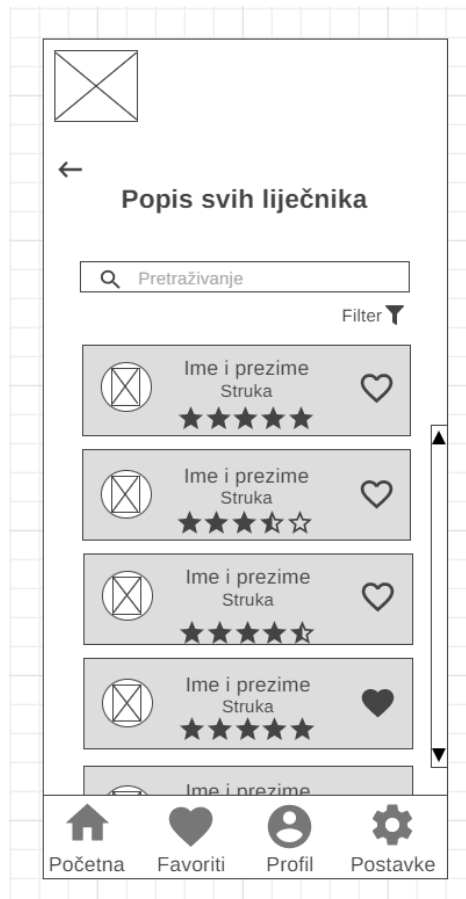 Popis svih liječnika
Pretraživanje
Filter
Ime i prezime
Struka
Ime i prezime
Struka
Ime i prezime
Struka
Ime i prezime
Struka
Ime i prezime
Početna Favoriti Profil Postavke